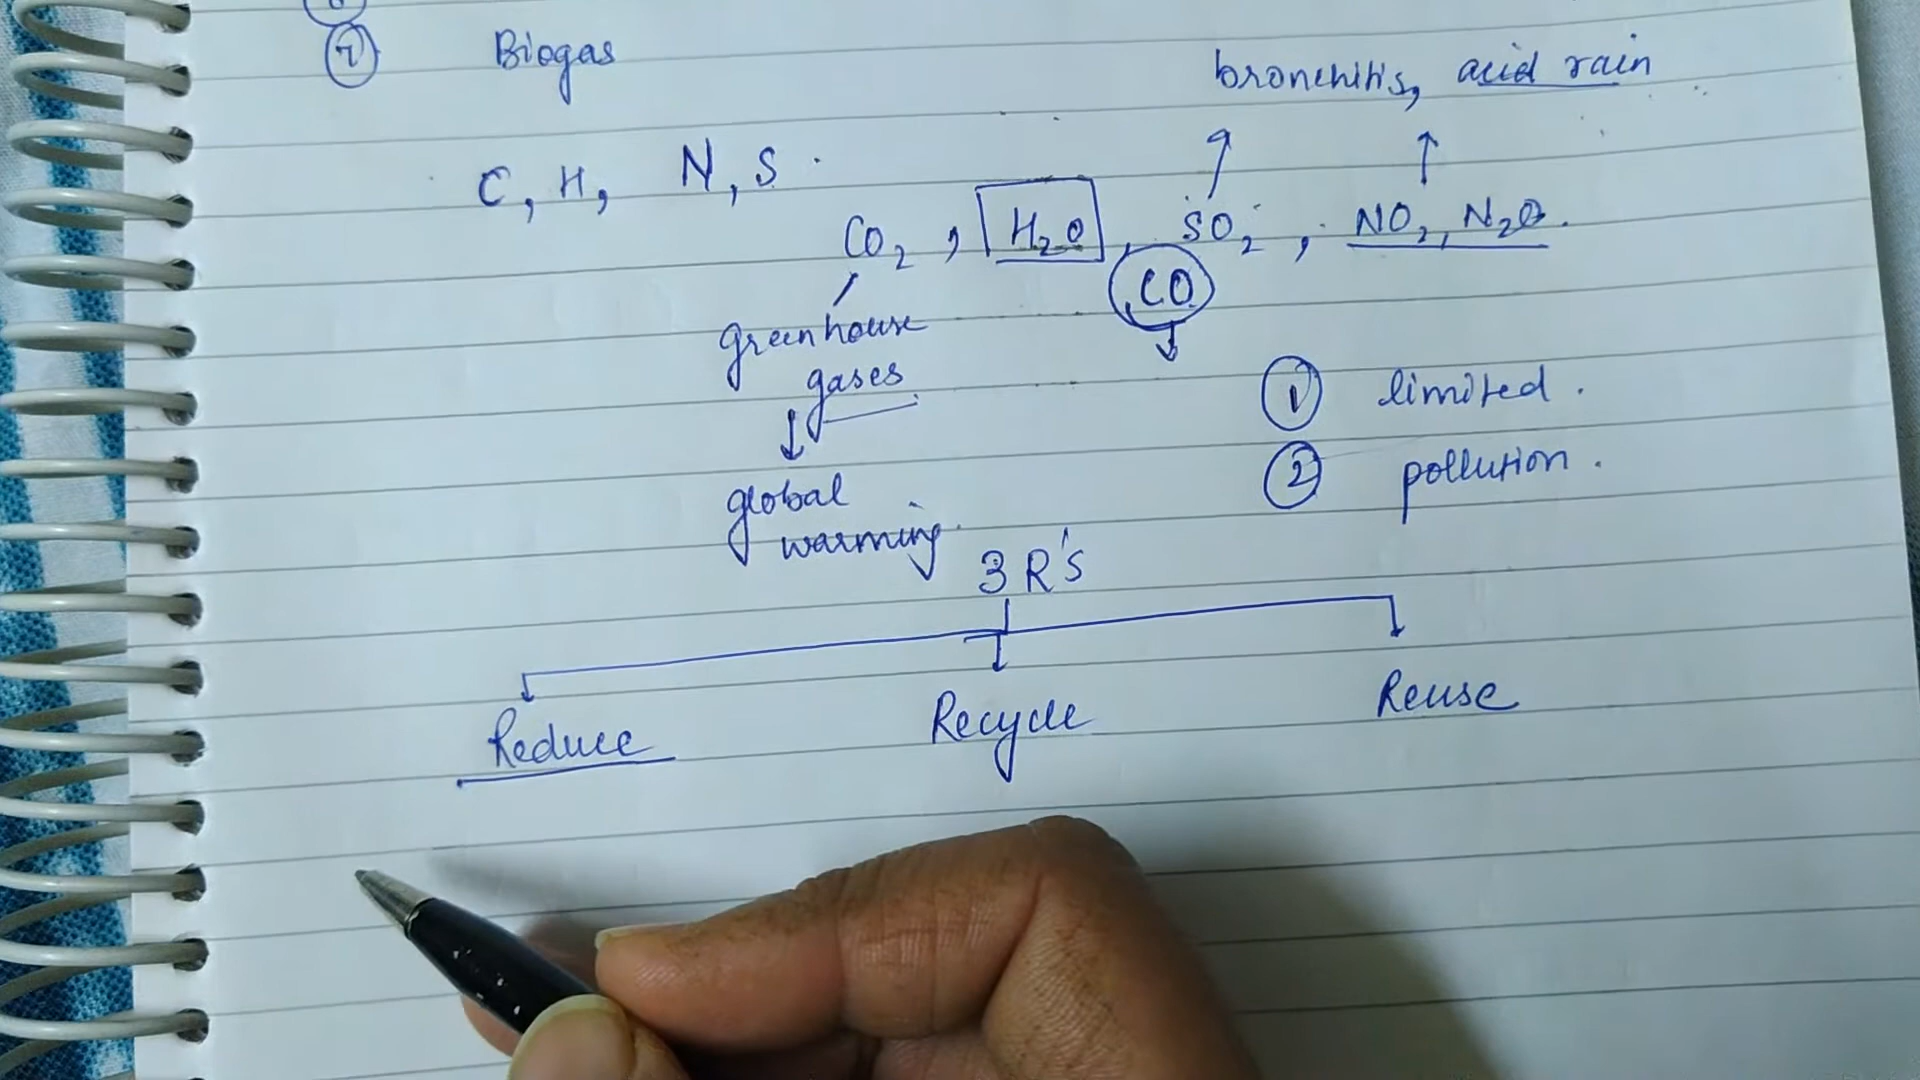 7 Biogas
bronchitis, acid rain
C, H, N, S.
CO2, H2O, SO2, NO2, N2O.
CO
greenhouse
gases
1 limited.
2 pollution.
global
warming.
3 R's
Reduce Recycle Reuse